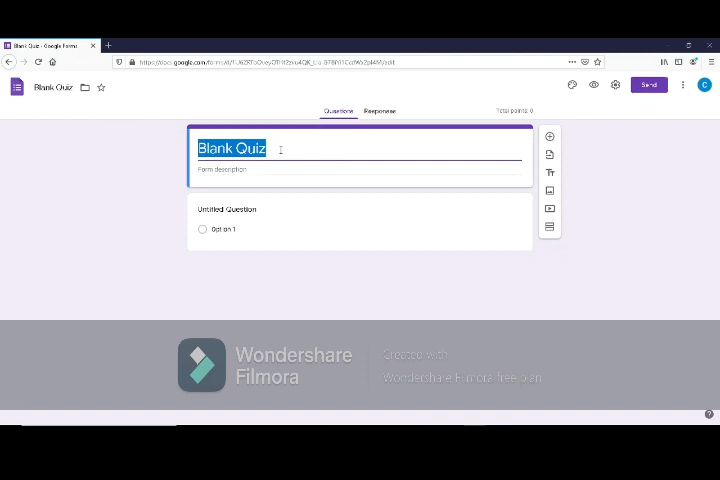 Blank Quiz - Google Forms
Blank Quiz
Send
C
Questions
Responses
Total points: 0
Blank Quiz
Form description
Untitled Question
Option 1
Wondershare
Filmora
Created with
Wondershare Filmora free plan